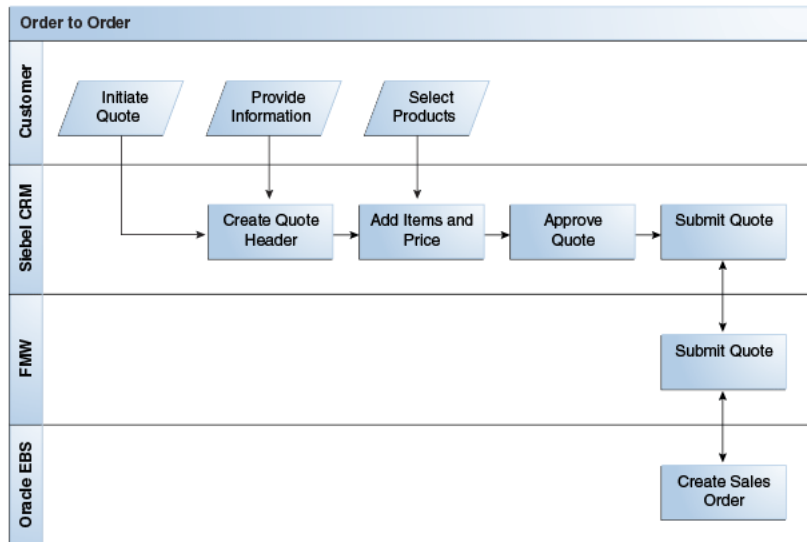 Order to Order
Customer
Initiate
Quote
Provide
Information
Select
Products
Siebel CRM
Create Quote
Header
Add Items and
Price
Approve
Quote
Submit Quote
FMW
Submit Quote
Oracle EBS
Create Sales
Order